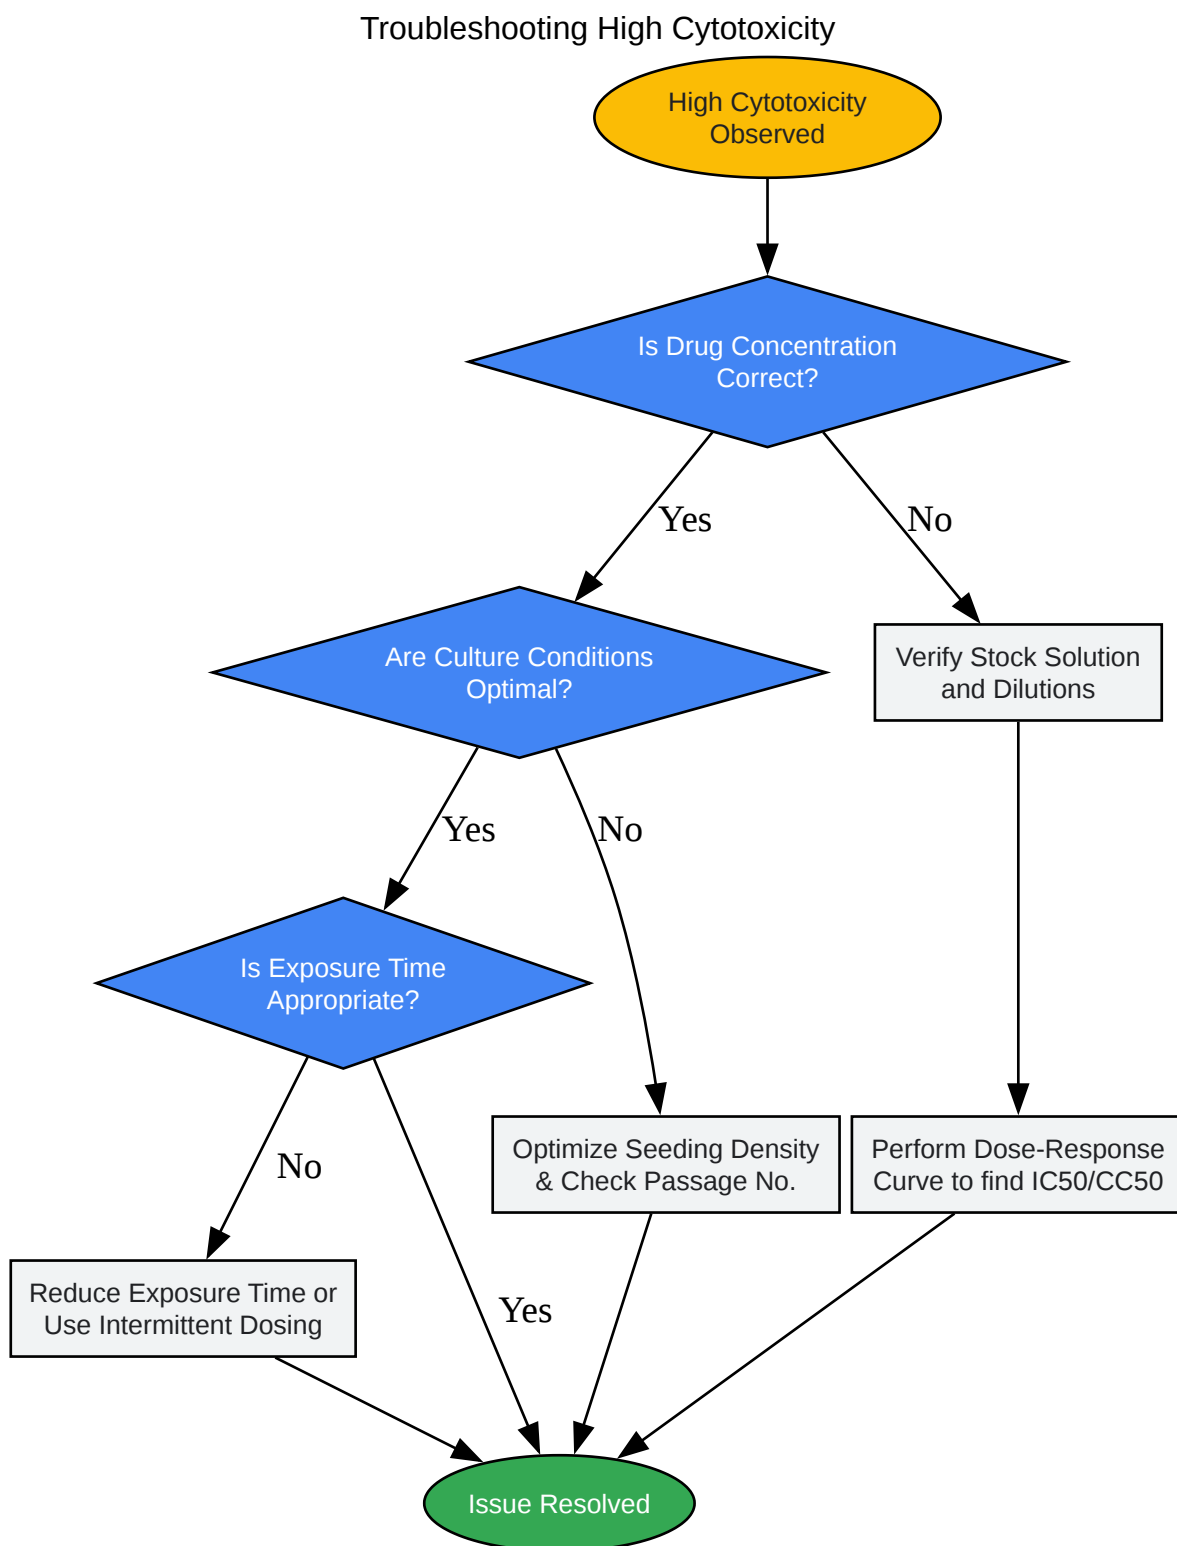 Troubleshooting High Cytotoxicity
High Cytotoxicity
Observed
Is Drug Concentration
Correct?
Yes
No
Are Culture Conditions
Optimal?
Verify Stock Solution
and Dilutions
Yes
No
Is Exposure Time
Appropriate?
Optimize Seeding Density
& Check Passage No.
Perform Dose-Response
Curve to find IC50/CC50
No
Reduce Exposure Time or
Use Intermittent Dosing
Yes
Issue Resolved